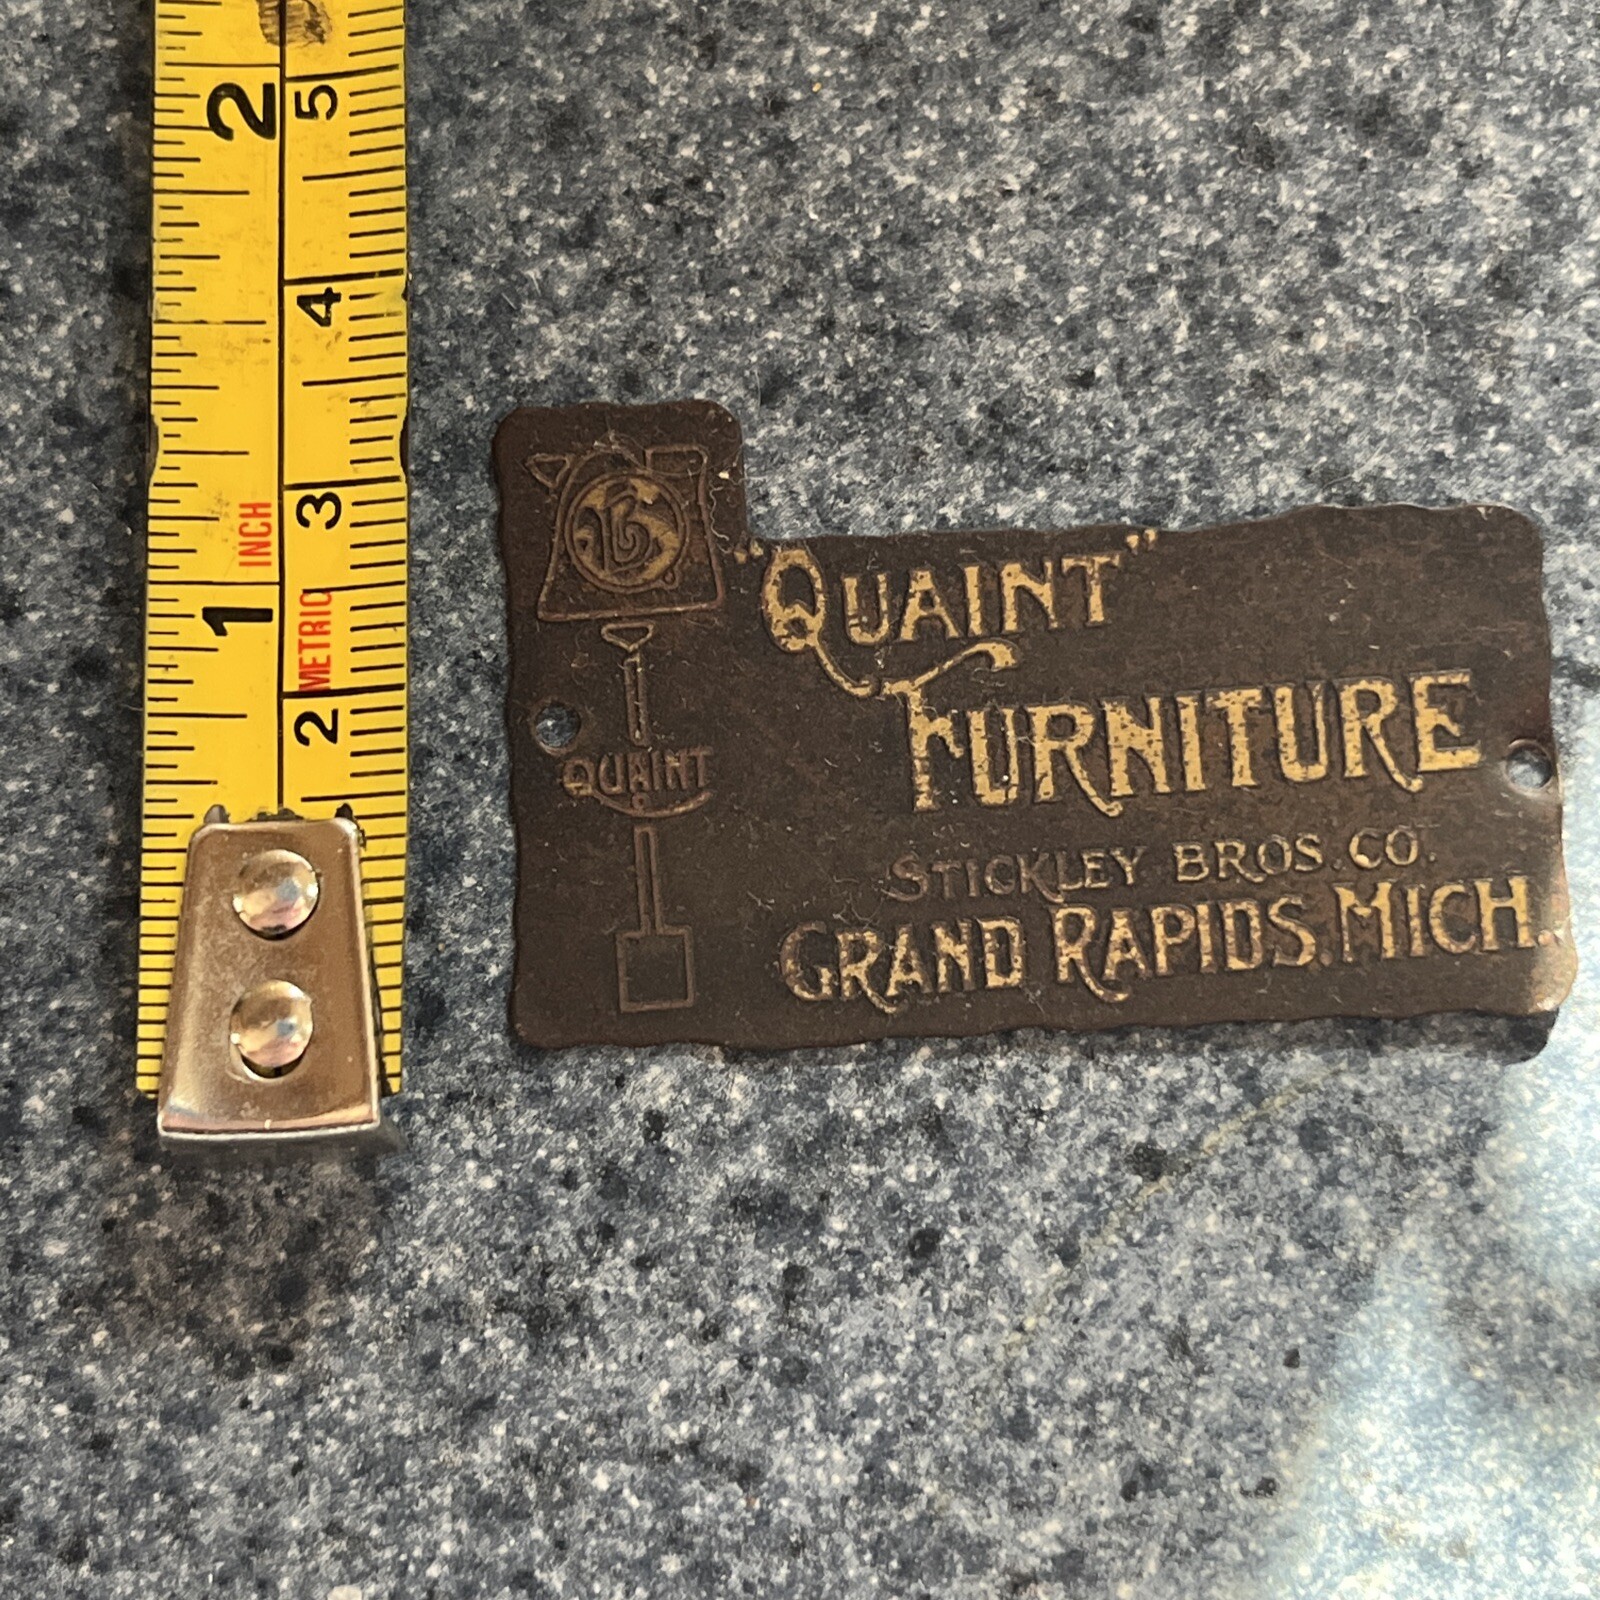 2
5
4
INCH
3
1
METRIC
2
QUAINT
"QUAINT"
FURNITURE
STICKLEY BROS. CO.
GRAND RAPIDS. MICH.